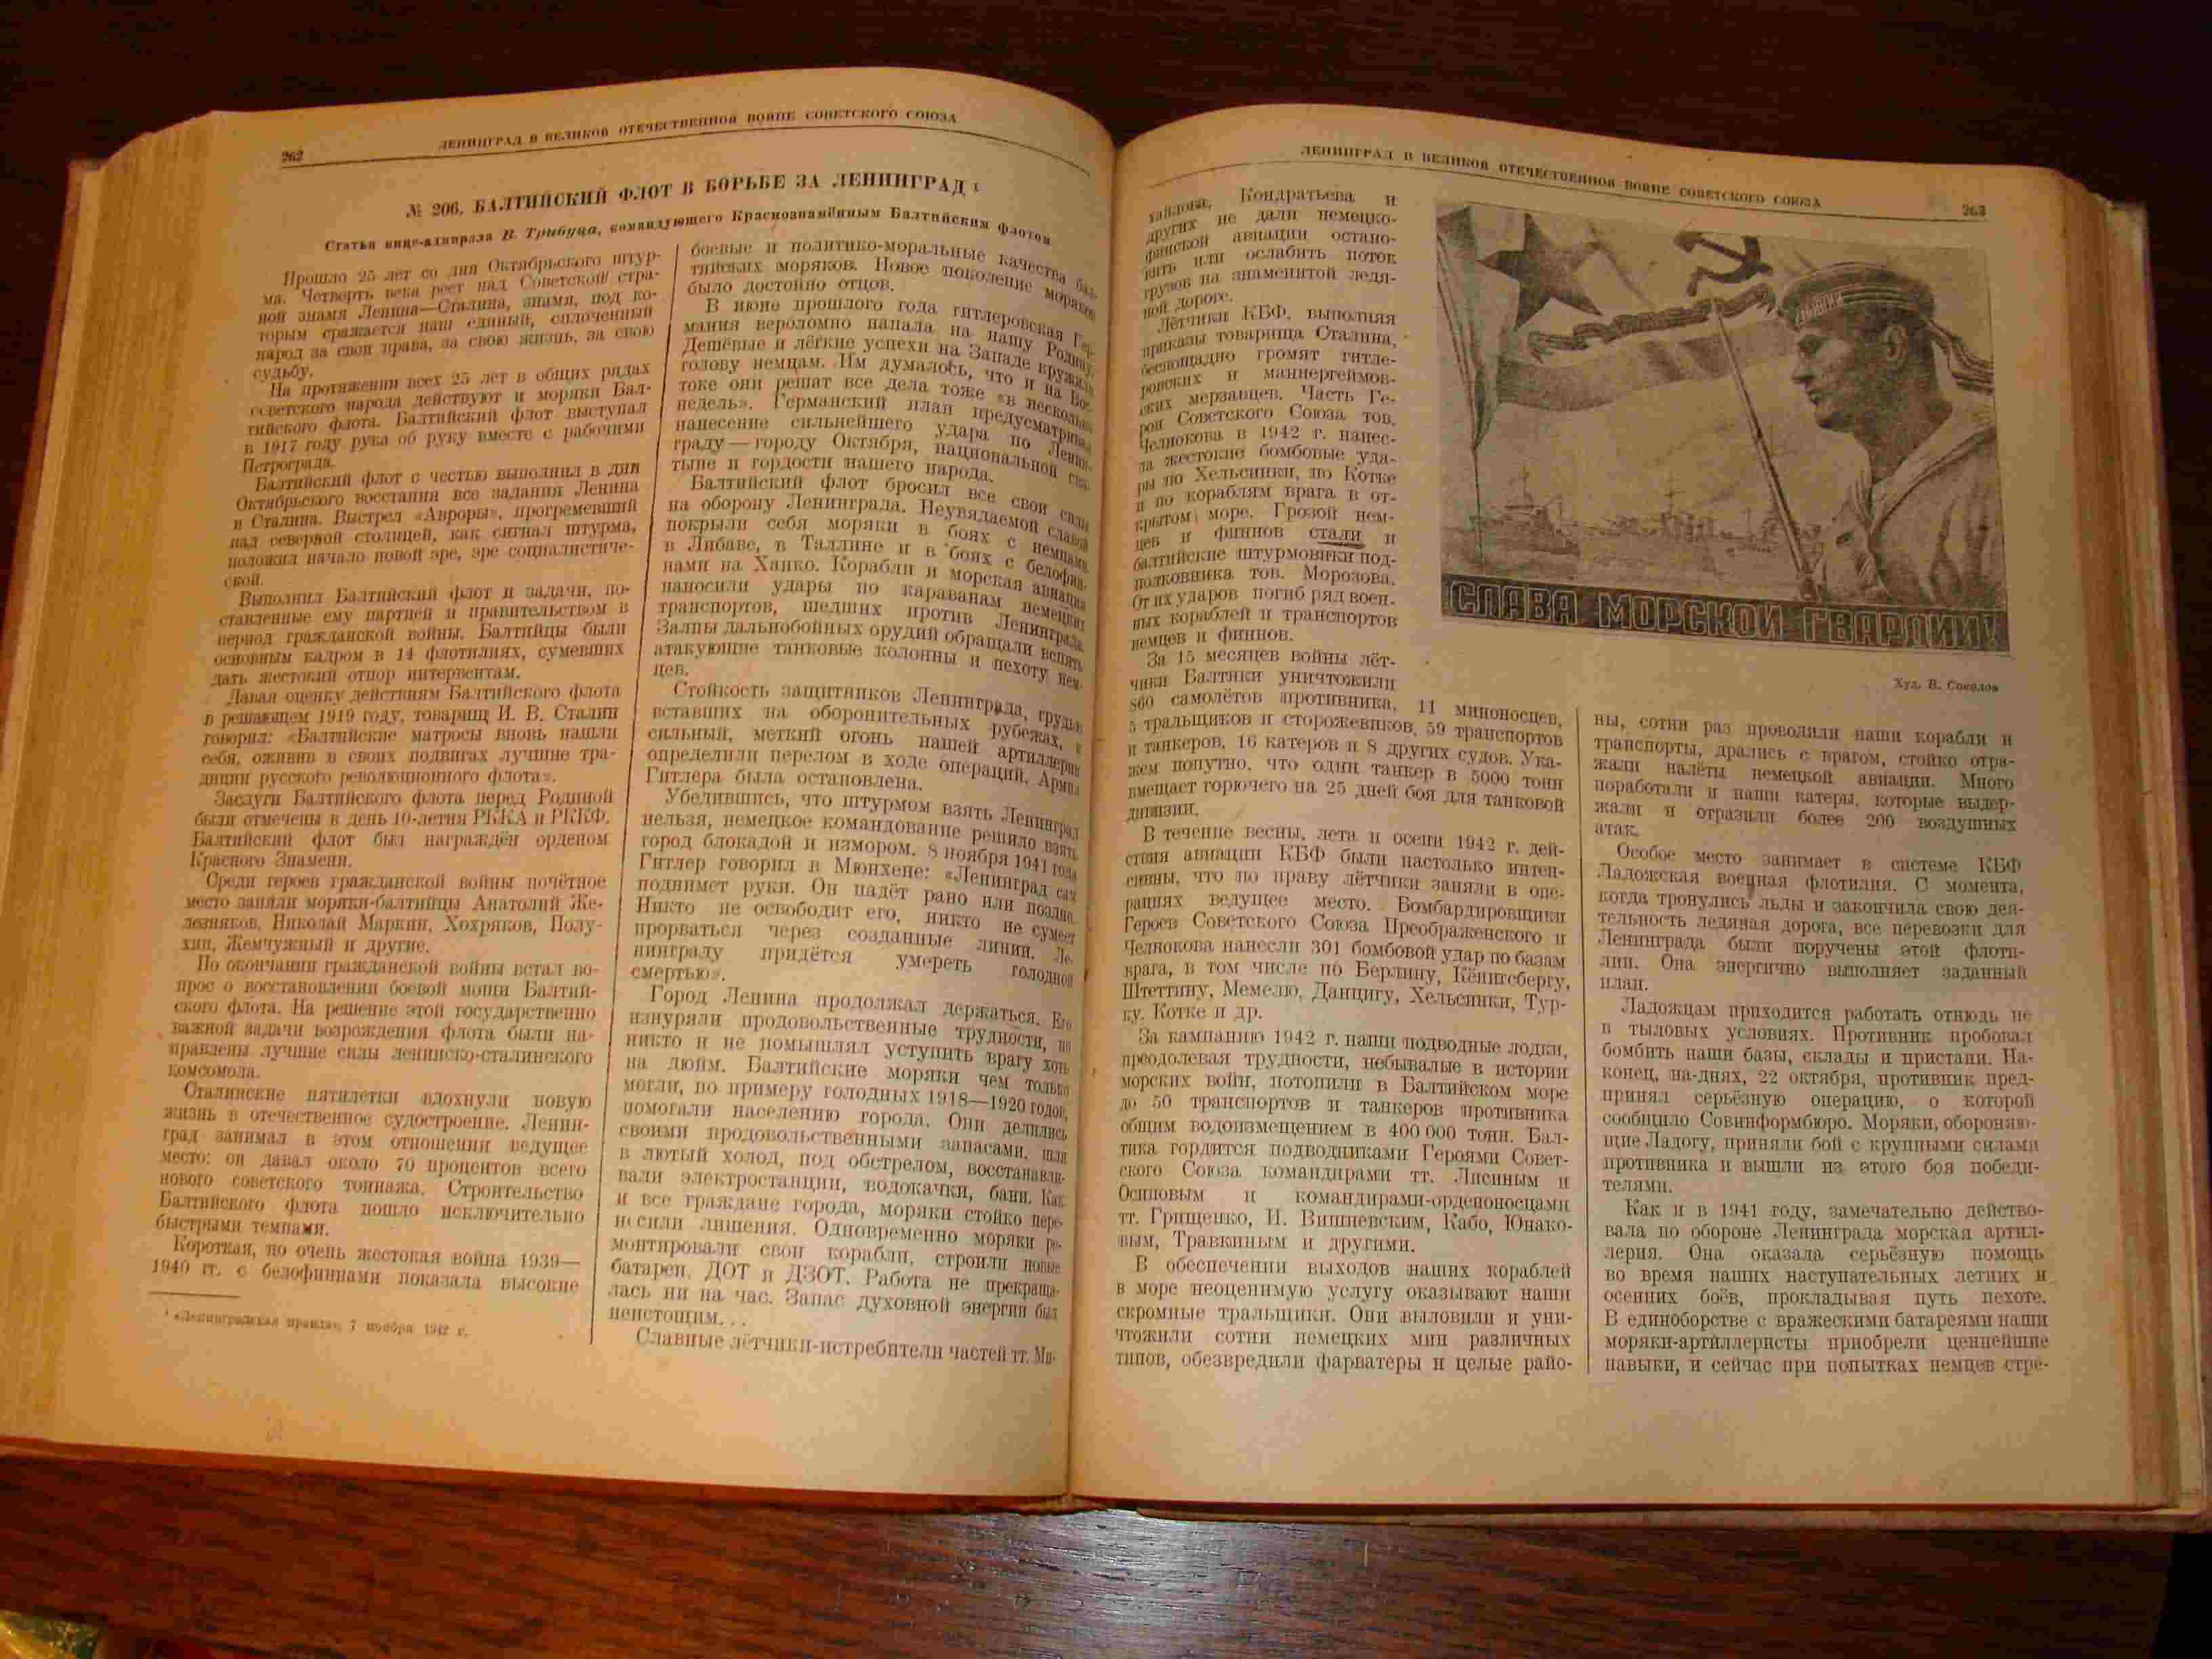 262
ЛЕНИНГРАД В ВЕЛИКОЙ ОТЕЧЕСТВЕННОЙ ВОЙНЕ СОВЕТСКОГО СОЮЗА
№ 206. БАЛТИЙСКИЙ ФЛОТ В БОРЬБЕ ЗА ЛЕНИНГРАД ¹
Статья вице-адмирала В. Трибуца, командующего Краснознамённым Балтийским флотом
Прошло 25 лет со дня Октябрьского штур-
ма. Четверть века реет над Советской стра-
ной знамя Ленина—Сталина, знамя, под ко-
торым сражается наш единый, сплоченный
народ за свои права, за свою жизнь, за свою
судьбу.
На протяжении всех 25 лет в общих рядах
советского народа действуют и моряки Бал-
тийского флота. Балтийский флот выступал
в 1917 году рука об руку вместе с рабочими
Петрограда.
Балтийский флот с честью выполнил в дни
Октябрьского восстания все задания Ленина
и Сталина. Выстрел «Авроры», прогремевший
над северной столицей, как сигнал штурма,
положил начало новой эре, эре социалистиче-
ской.
Выполнил Балтийский флот и задачи, по-
ставленные ему партией и правительством в
период гражданской войны. Балтийцы были
основным кадром в 14 флотилиях, сумевших
дать жестокий отпор интервентам.
Давая оценку действиям Балтийского флота
в решающем 1919 году, товарищ И. В. Сталин
говорил: «Балтийские матросы вновь нашли
себя, оживив в своих подвигах лучшие тра-
диции русского революционного флота».
Заслуги Балтийского флота перед Родиной
были отмечены в день 10-летия РККА и РККФ.
Балтийский флот был награждён орденом
Красного Знамени.
Среди героев гражданской войны почётное
место заняли моряки-балтийцы Анатолий Же-
лезняков, Николай Маркин, Хохряков, Полу-
хин, Жемчужный и другие.
По окончании гражданской войны встал во-
прос о восстановлении боевой мощи Балтий-
ского флота. На решение этой государственно
важной задачи возрождения флота были на-
правлены лучшие силы ленинско-сталинского
комсомола.
Сталинские пятилетки вдохнули новую
жизнь в отечественное судостроение. Ленин-
град занимал в этом отношении ведущее
место: он давал около 70 процентов всего
нового советского тоннажа. Строительство
Балтийского флота пошло исключительно
быстрыми темпами.
Короткая, но очень жестокая война 1939—
1940 гг. с белофиннами показала высокие
¹ «Ленинградская правда», 7 ноября 1942 г.
боевые и политико-моральные качества бал-
тийских моряков. Новое поколение моряков
было достойно отцов.
В июне прошлого года гитлеровская Гер-
мания вероломно напала на нашу Родину.
Дешёвые и лёгкие успехи на Западе кружили
голову немцам. Им думалось, что и на Вос-
токе они решат все дела тоже «в несколько
недель». Германский план предусматривал
нанесение сильнейшего удара по Ленин-
граду — городу Октября, национальной свя-
тыне и гордости нашего народа.
Балтийский флот бросил все свои силы
на оборону Ленинграда. Неувядаемой славой
покрыли себя моряки в боях с немцами
в Либаве, в Таллине и в боях с белофин-
нами на Ханко. Корабли и морская авиация
наносили удары по караванам немецких
транспортов, шедших против Ленинграда.
Залпы дальнобойных орудий обращали вспять
атакующие танковые колонны и пехоту нем-
цев.
Стойкость защитников Ленинграда, грудью
вставших на оборонительных рубежах, и
сильный, меткий огонь нашей артиллерии
определили перелом в ходе операций. Армия
Гитлера была остановлена.
Убедившись, что штурмом взять Ленинград
нельзя, немецкое командование решило взять
город блокадой и измором. 8 ноября 1941 года
Гитлер говорил в Мюнхене: «Ленинград сам
поднимет руки. Он падёт рано или поздно.
Никто не освободит его, никто не сумеет
прорваться через созданные линии. Ле-
нинграду придётся умереть голодной
смертью».
Город Ленина продолжал держаться. Его
изнуряли продовольственные трудности, но
никто и не помышлял уступить врагу хоть
на дюйм. Балтийские моряки чем только
могли, по примеру голодных 1918—1920 годов,
помогали населению города. Они делились
своими продовольственными запасами, шли
в лютый холод, под обстрелом, восстанавли-
вали электростанции, водокачки, бани. Как
и все граждане города, моряки стойко пере-
носили лишения. Одновременно моряки ре-
монтировали свои корабли, строили новые
батареи, ДОТ и ДЗОТ. Работа не прекраща-
лась ни на час. Запас духовной энергии был
неистощим...
Славные лётчики-истребители частей тт. Ми-
ЛЕНИНГРАД В ВЕЛИКОЙ ОТЕЧЕСТВЕННОЙ ВОЙНЕ СОВЕТСКОГО СОЮЗА
263
хайлова, Кондратьева и
других не дали немецко-
финской авиации остано-
вить или ослабить поток
грузов на знаменитой ледя-
ной дороге.
Лётчики КБФ, выполняя
приказы товарища Сталина,
беспощадно громят гитле-
ровских и маннергеймов-
ских мерзавцев. Часть Ге-
роя Советского Союза тов.
Челнокова в 1942 г. нанес-
ла жестокие бомбовые уда-
ры по Хельсинки, по Котке
и по кораблям врага в от-
крытом море. Грозой нем-
цев и финнов стали и
балтийские штурмовики под-
полковника тов. Морозова.
От их ударов погиб ряд воен-
ных кораблей и транспортов
немцев и финнов.
За 15 месяцев войны лёт-
чики Балтики уничтожили
860 самолётов противника, 11 миноносцев,
5 тральщиков и сторожевиков, 59 транспортов
и танкеров, 16 катеров и 8 других судов. Ука-
жем попутно, что один танкер в 5000 тонн
вмещает горючего на 25 дней боя для танковой
дивизии.
В течение весны, лета и осени 1942 г. дей-
ствия авиации КБФ были настолько интен-
сивны, что по праву лётчики заняли в опе-
рациях ведущее место. Бомбардировщики
Героев Советского Союза Преображенского и
Челнокова нанесли 301 бомбовой удар по базам
врага, в том числе по Берлину, Кёнигсбергу,
Штеттину, Мемелю, Данцигу, Хельсинки, Тур-
ку, Котке и др.
За кампанию 1942 г. наши подводные лодки,
преодолевая трудности, небывалые в истории
морских войн, потопили в Балтийском море
до 50 транспортов и танкеров противника
общим водоизмещением в 400 000 тонн. Бал-
тика гордится подводниками Героями Совет-
ского Союза командирами тт. Лисиным и
Осиповым и командирами-орденоносцами
тт. Грищенко, И. Вишневским, Кабо, Юнако-
вым, Травкиным и другими.
В обеспечении выходов наших кораблей
в море неоценимую услугу оказывают наши
скромные тральщики. Они выловили и уни-
чтожили сотни немецких мин различных
типов, обезвредили фарватеры и целые райо-
СЛАВА МОРСКОЙ ГВАРДИИ!
Худ. В. Соколов
ны, сотни раз проводили наши корабли и
транспорты, дрались с врагом, стойко отра-
жали налёты немецкой авиации. Много
поработали и наши катеры, которые выдер-
жали и отразили более 200 воздушных
атак.
Особое место занимает в системе КБФ
Ладожская военная флотилия. С момента,
когда тронулись льды и закончила свою дея-
тельность ледяная дорога, все перевозки для
Ленинграда были поручены этой флоти-
лии. Она энергично выполняет заданный
план.
Ладожцам приходится работать отнюдь не
в тыловых условиях. Противник пробовал
бомбить наши базы, склады и пристани. На-
конец, на-днях, 22 октября, противник пред-
принял серьёзную операцию, о которой
сообщило Совинформбюро. Моряки, обороняю-
щие Ладогу, приняли бой с крупными силами
противника и вышли из этого боя победи-
телями.
Как и в 1941 году, замечательно действо-
вала по обороне Ленинграда морская артил-
лерия. Она оказала серьёзную помощь
во время наших наступательных летних и
осенних боёв, прокладывая путь пехоте.
В единоборстве с вражескими батареями наши
моряки-артиллеристы приобрели ценнейшие
навыки, и сейчас при попытках немцев стре-